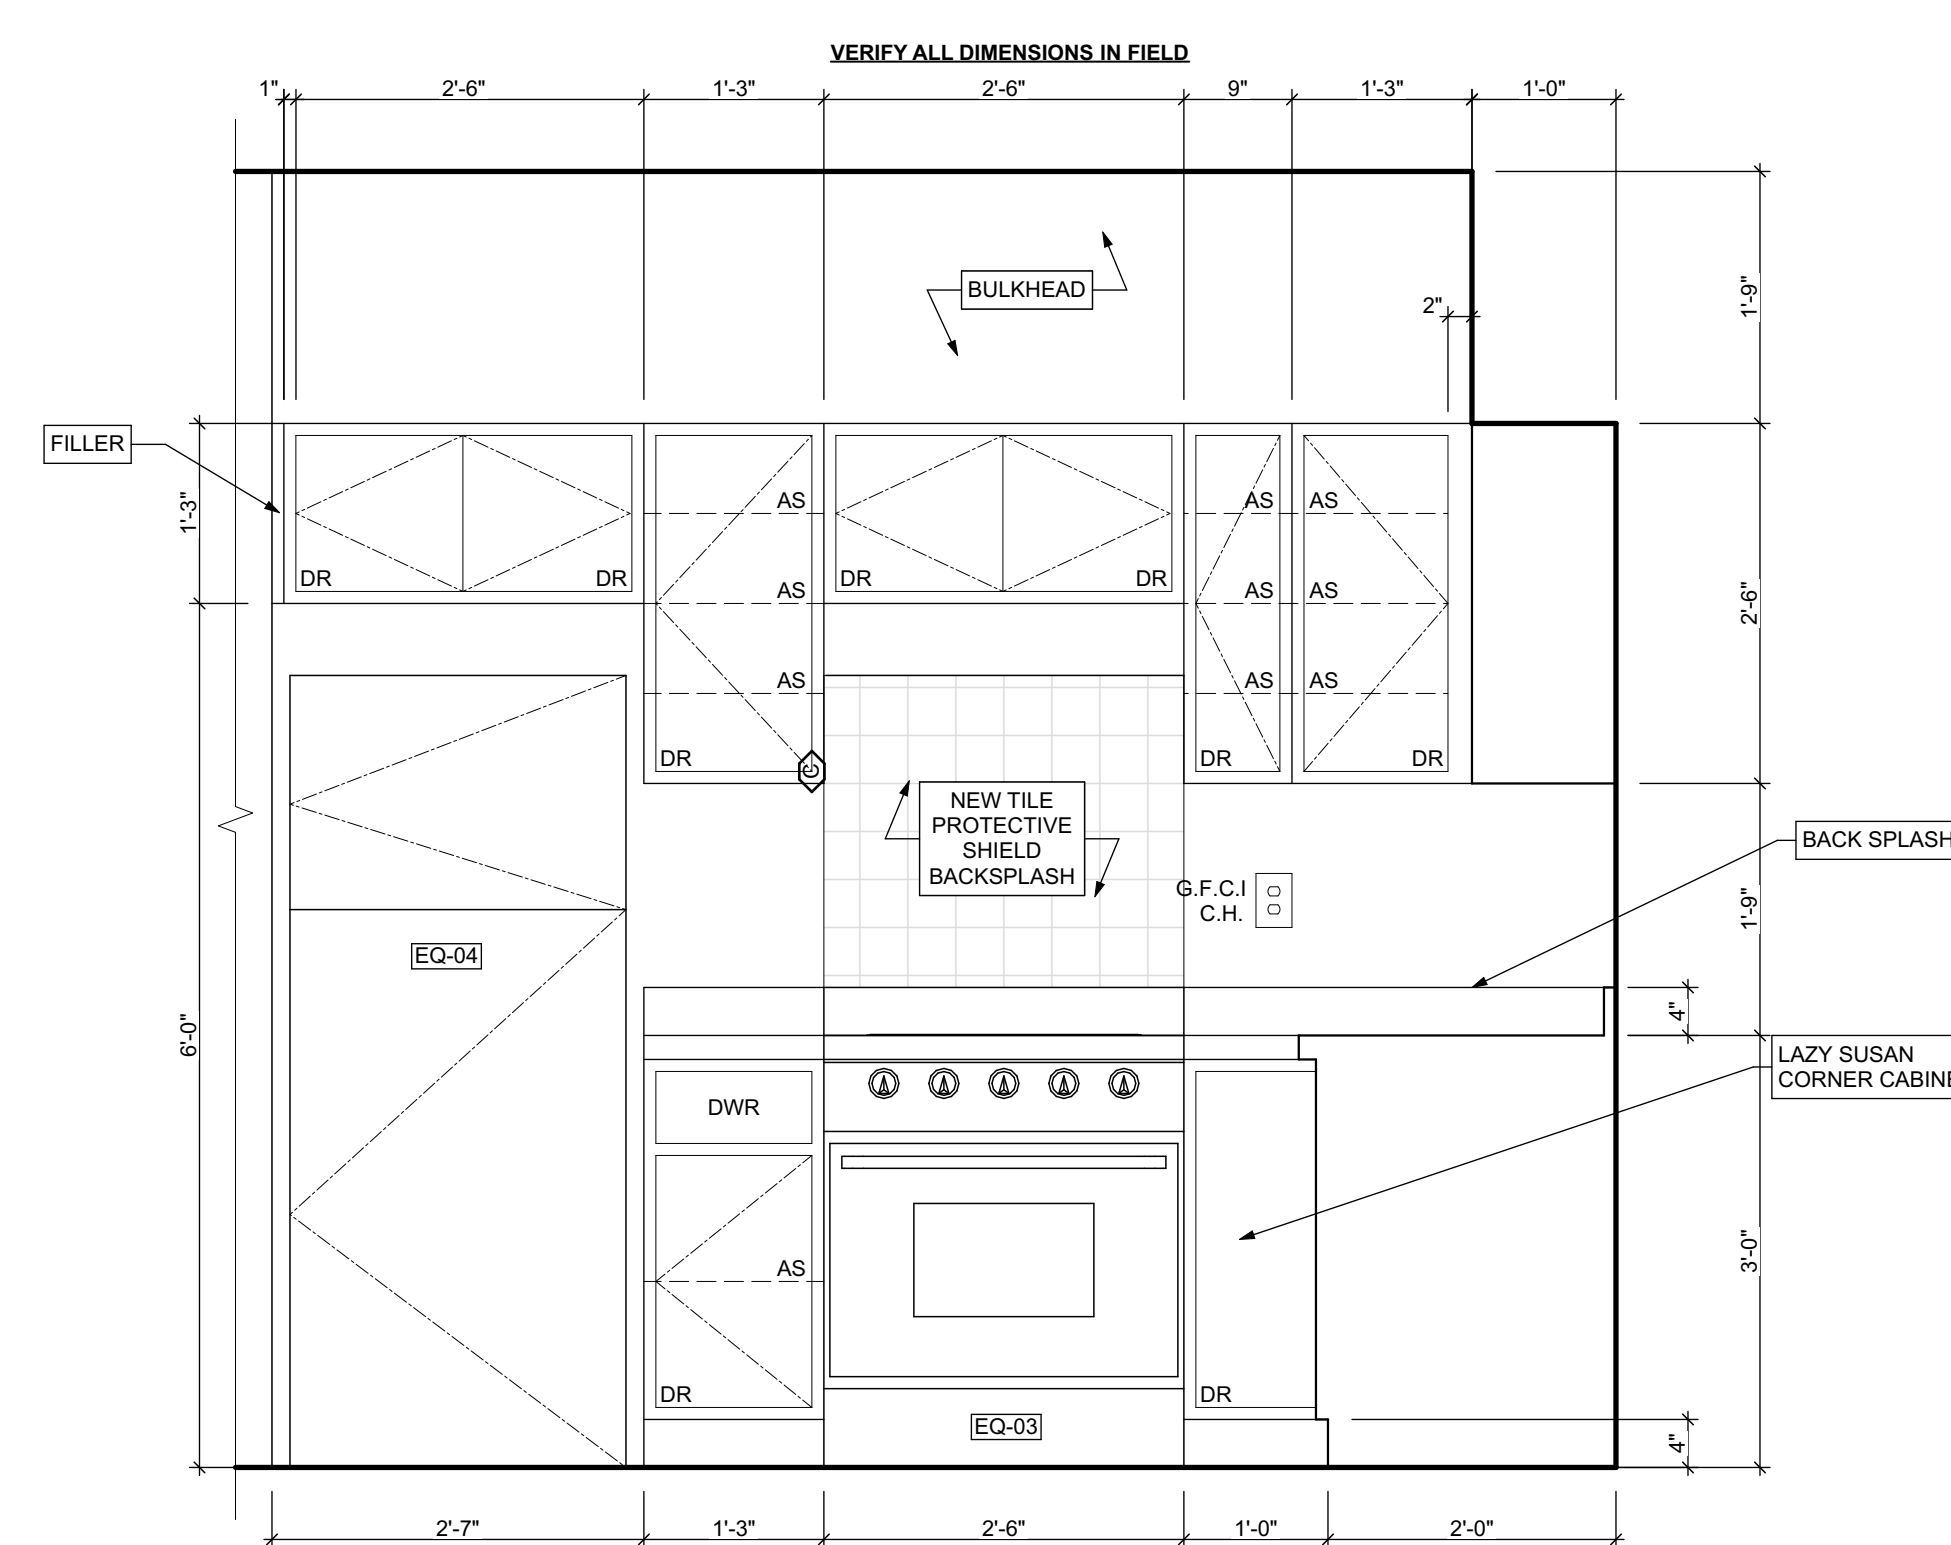 VERIFY ALL DIMENSIONS IN FIELD
1" 2'-6" 1'-3" 2'-6" 9" 1'-3" 1'-0"
BULKHEAD
1'-9"
2"
FILLER
1'-3"
AS AS AS
DR DR DR DR
AS AS AS
2'-6"
AS AS AS
DR DR DR
NEW TILE
PROTECTIVE
SHIELD
BACKSPLASH
BACK SPLASH
G.F.C.I
C.H.
1'-9"
EQ-04
4"
6'-0"
LAZY SUSAN
DWR
3'-0"
AS
DR DR
EQ-03
4"
2'-7" 1'-3" 2'-6" 1'-0" 2'-0"
CORNER